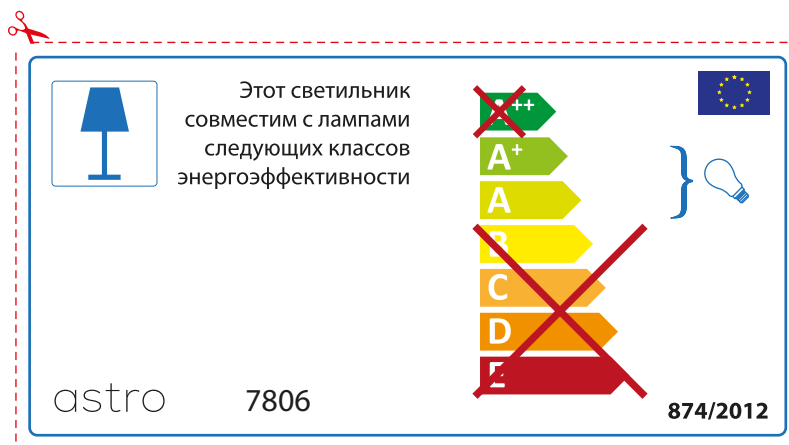 Этот светильник
совместим с лампами
следующих классов
энергоэффективности
A++
A+
A
B
C
D
E
astro
7806
874/2012